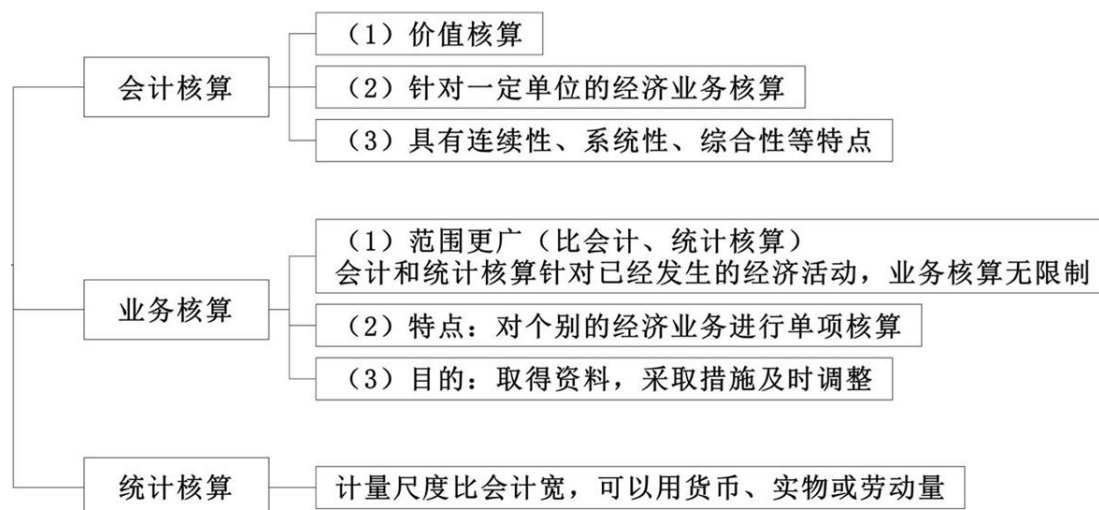 会计核算
（1）价值核算
（2）针对一定单位的经济业务核算
（3）具有连续性、系统性、综合性等特点
业务核算
（1）范围更广（比会计、统计核算）
会计和统计核算针对已经发生的经济活动，业务核算无限制
（2）特点：对个别的经济业务进行单项核算
（3）目的：取得资料，采取措施及时调整
统计核算
计量尺度比会计宽，可以用货币、实物或劳动量